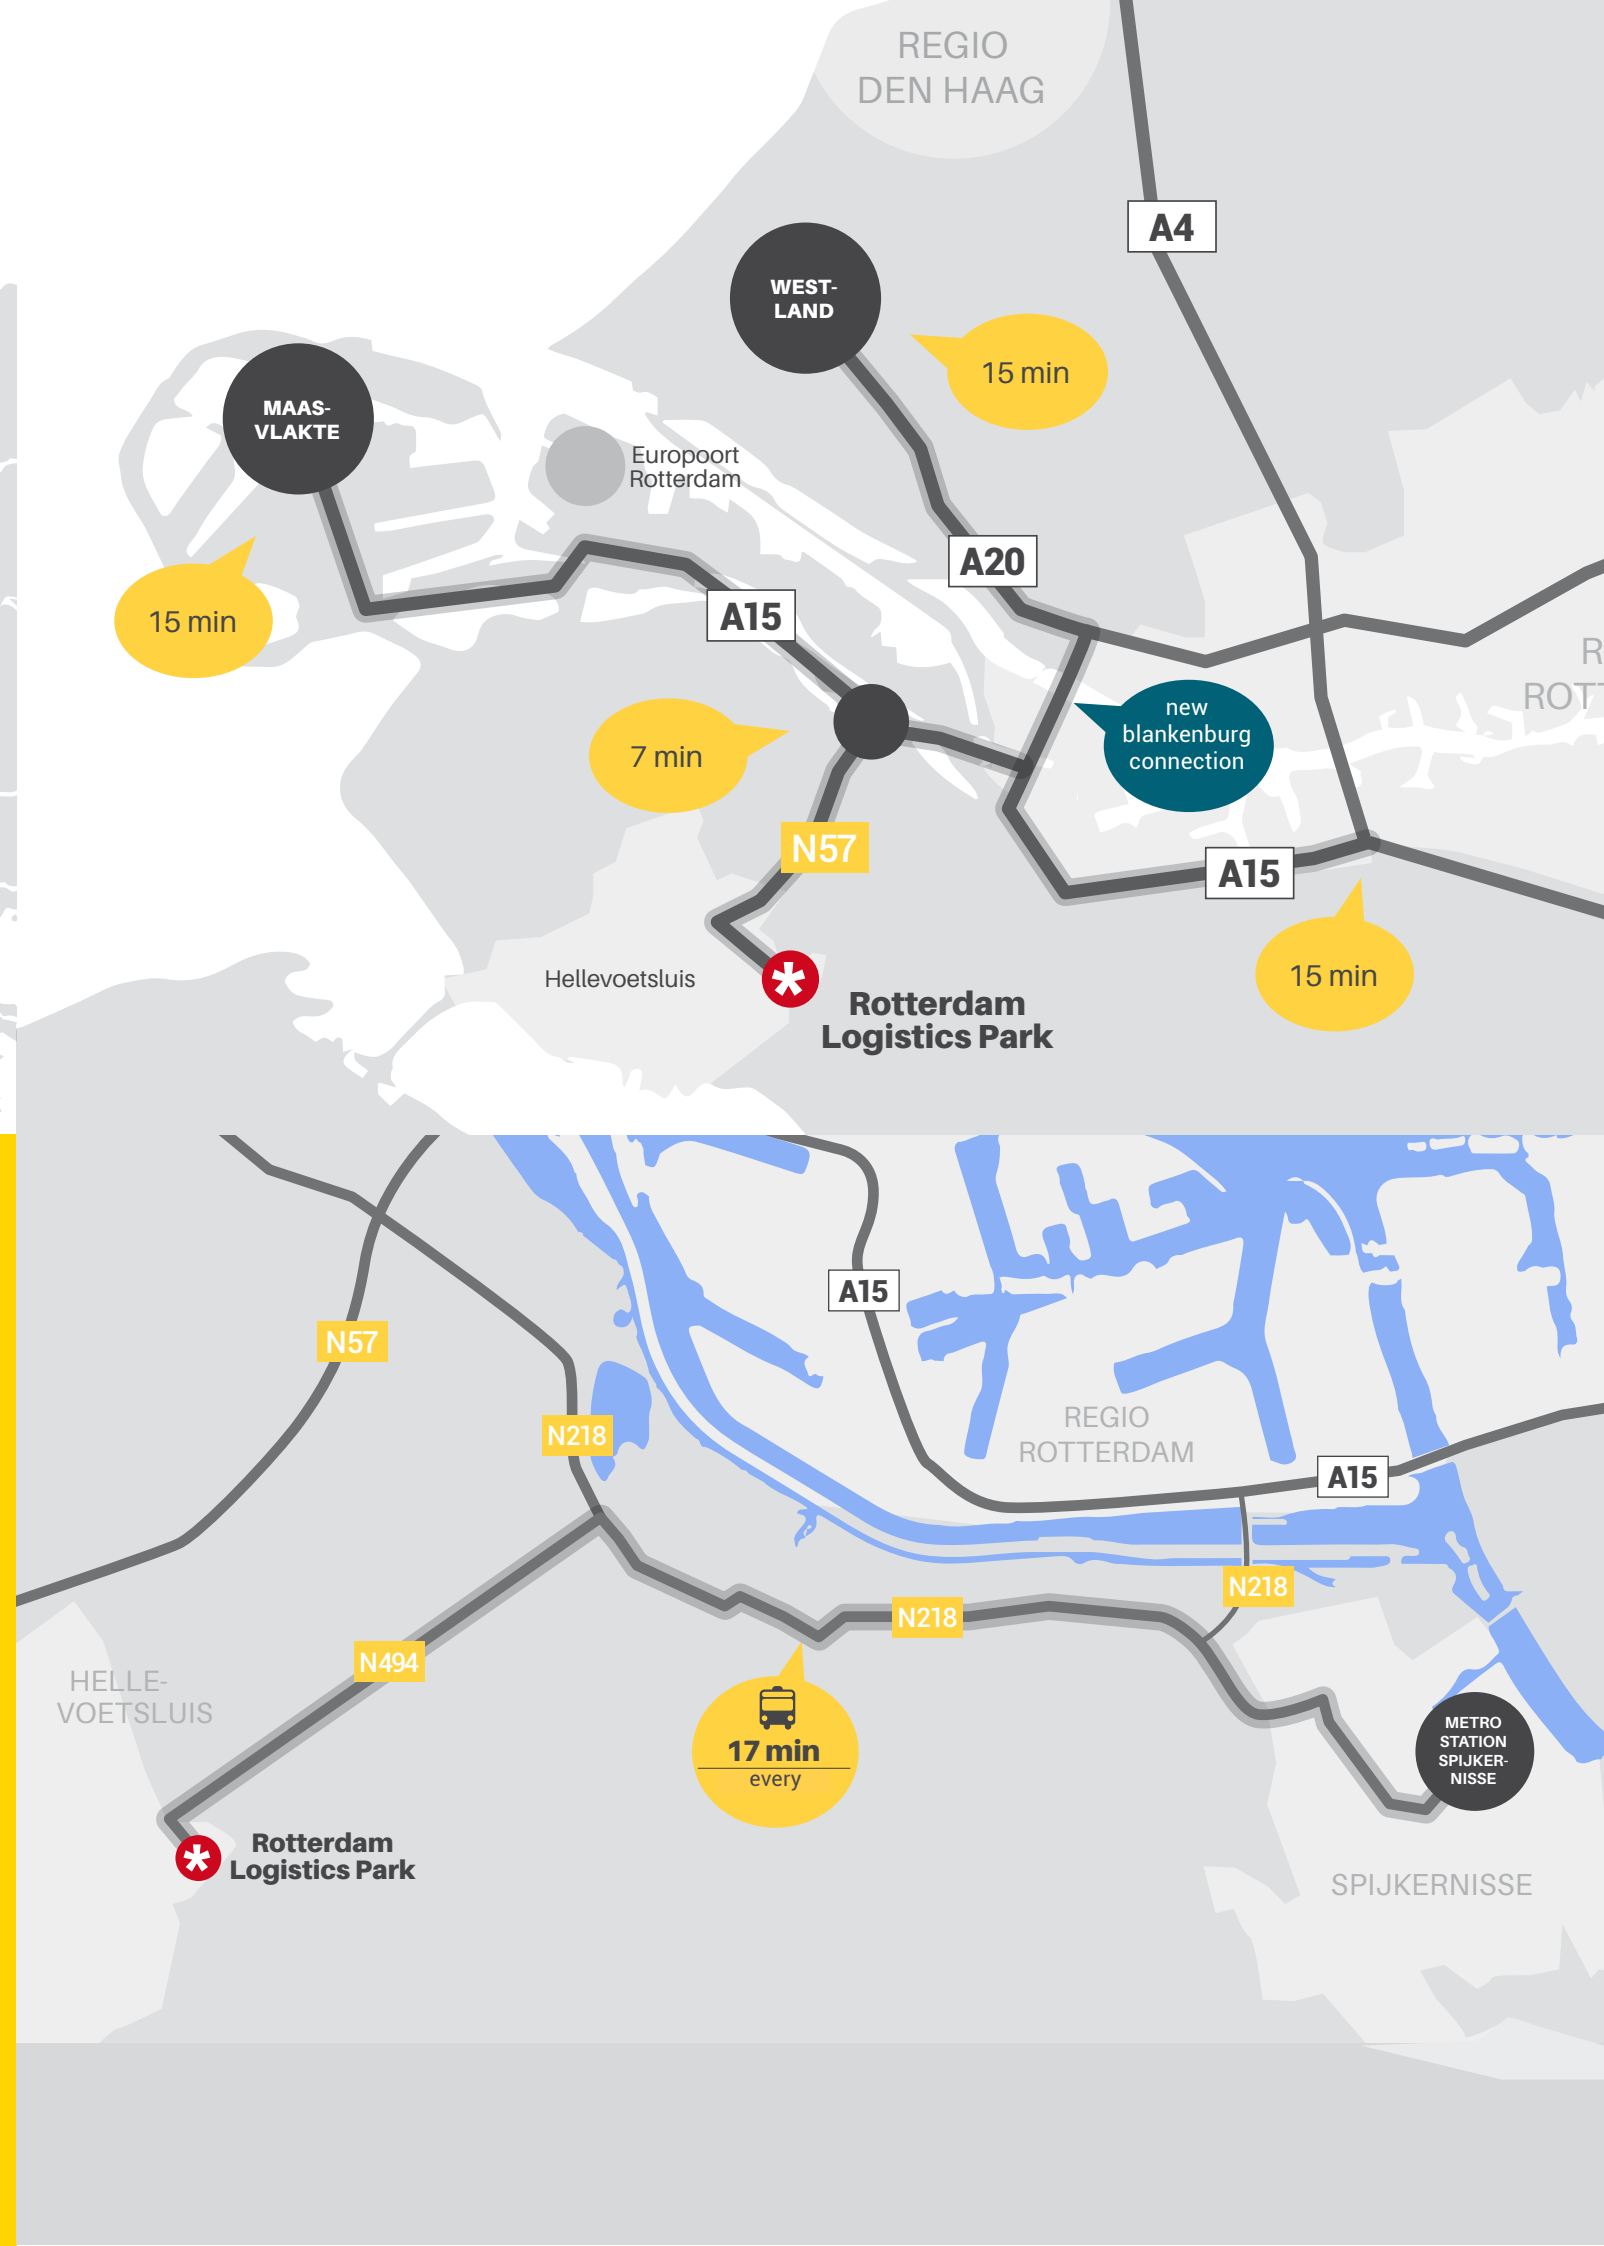 REGIO
DEN HAAG
A4
WEST-
LAND
15 min
MAAS-
VLAKTE
Europoort
Rotterdam
A20
15 min
A15
new
blankenburg
connection
7 min
N57
A15
15 min
Hellevoetsluis
Rotterdam
Logistics Park
A15
N57
N218
REGIO
ROTTERDAM
A15
N218
N218
N494
HELLE-
VOETSLUIS
17 min
every
METRO
STATION
SPIJKER-
NISSE
Rotterdam
Logistics Park
SPIJKERNISSE